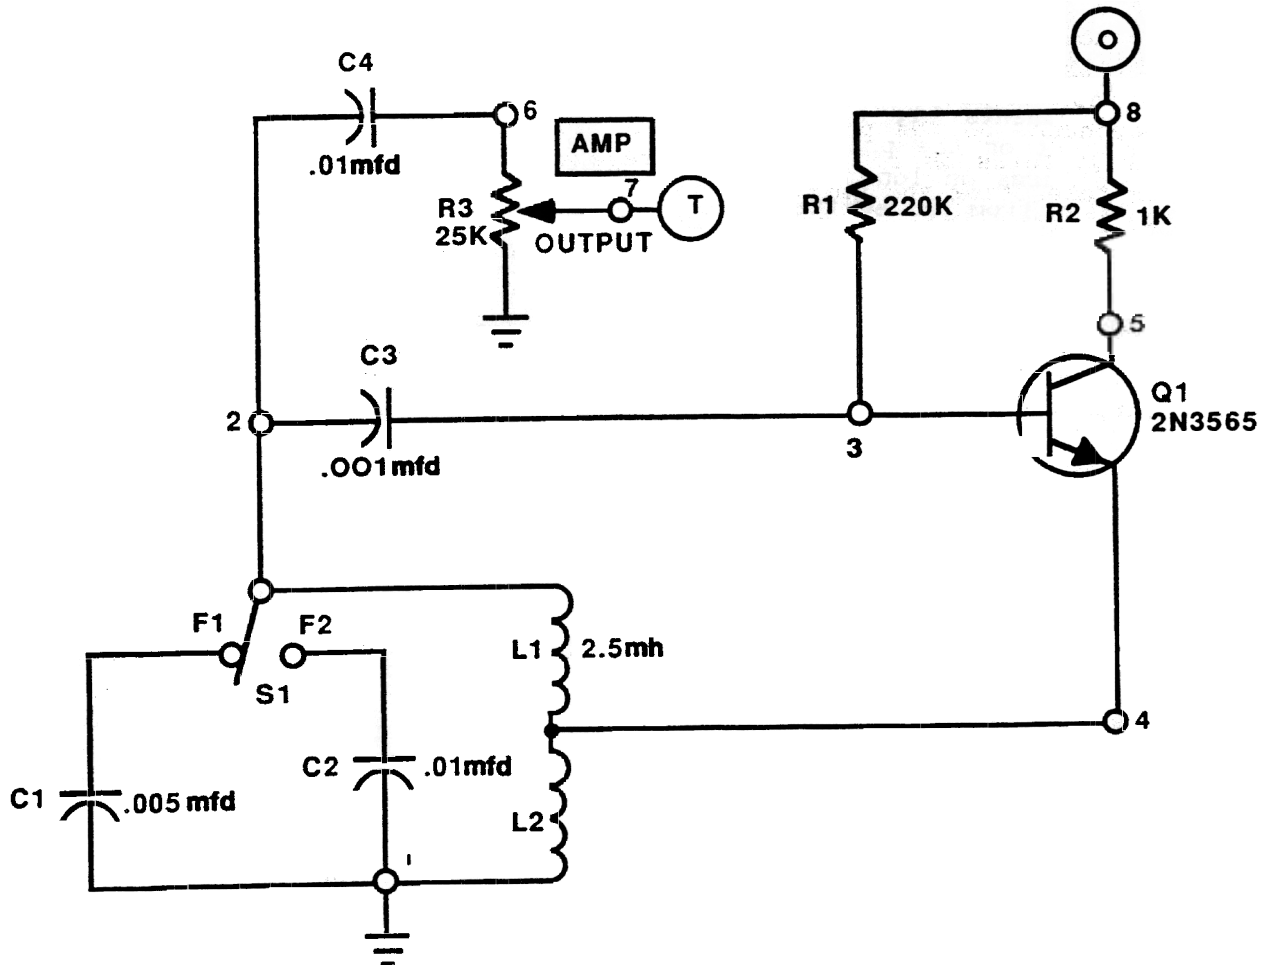 C4
.01mfd
6
AMP
7
T
R3
25K
OUTPUT
8
R1
220K
R2
1K
5
C3
2
.001mfd
3
Q1
2N3565
F1
F2
S1
L1
2.5mh
4
C2
.01mfd
C1
.005 mfd
L2
1